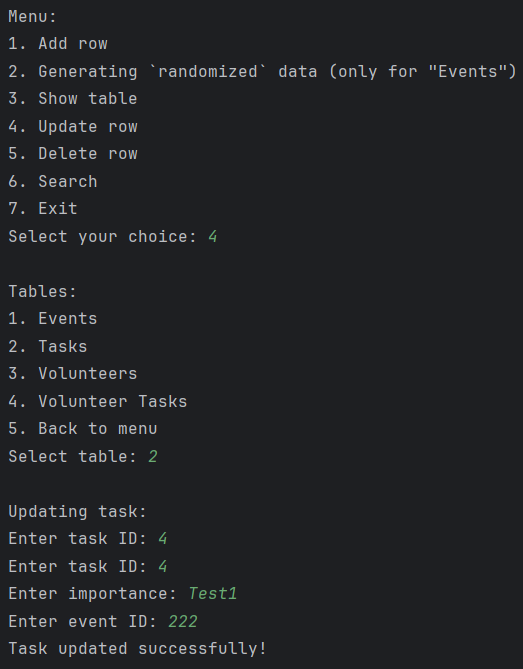 Menu:
1. Add row
2. Generating `randomized` data (only for "Events")
3. Show table
4. Update row
5. Delete row
6. Search
7. Exit
Select your choice: 4
Tables:
1. Events
2. Tasks
3. Volunteers
4. Volunteer Tasks
5. Back to menu
Select table: 2
Updating task:
Enter task ID: 4
Enter task ID: 4
Enter importance: Test1
Enter event ID: 222
Task updated successfully!